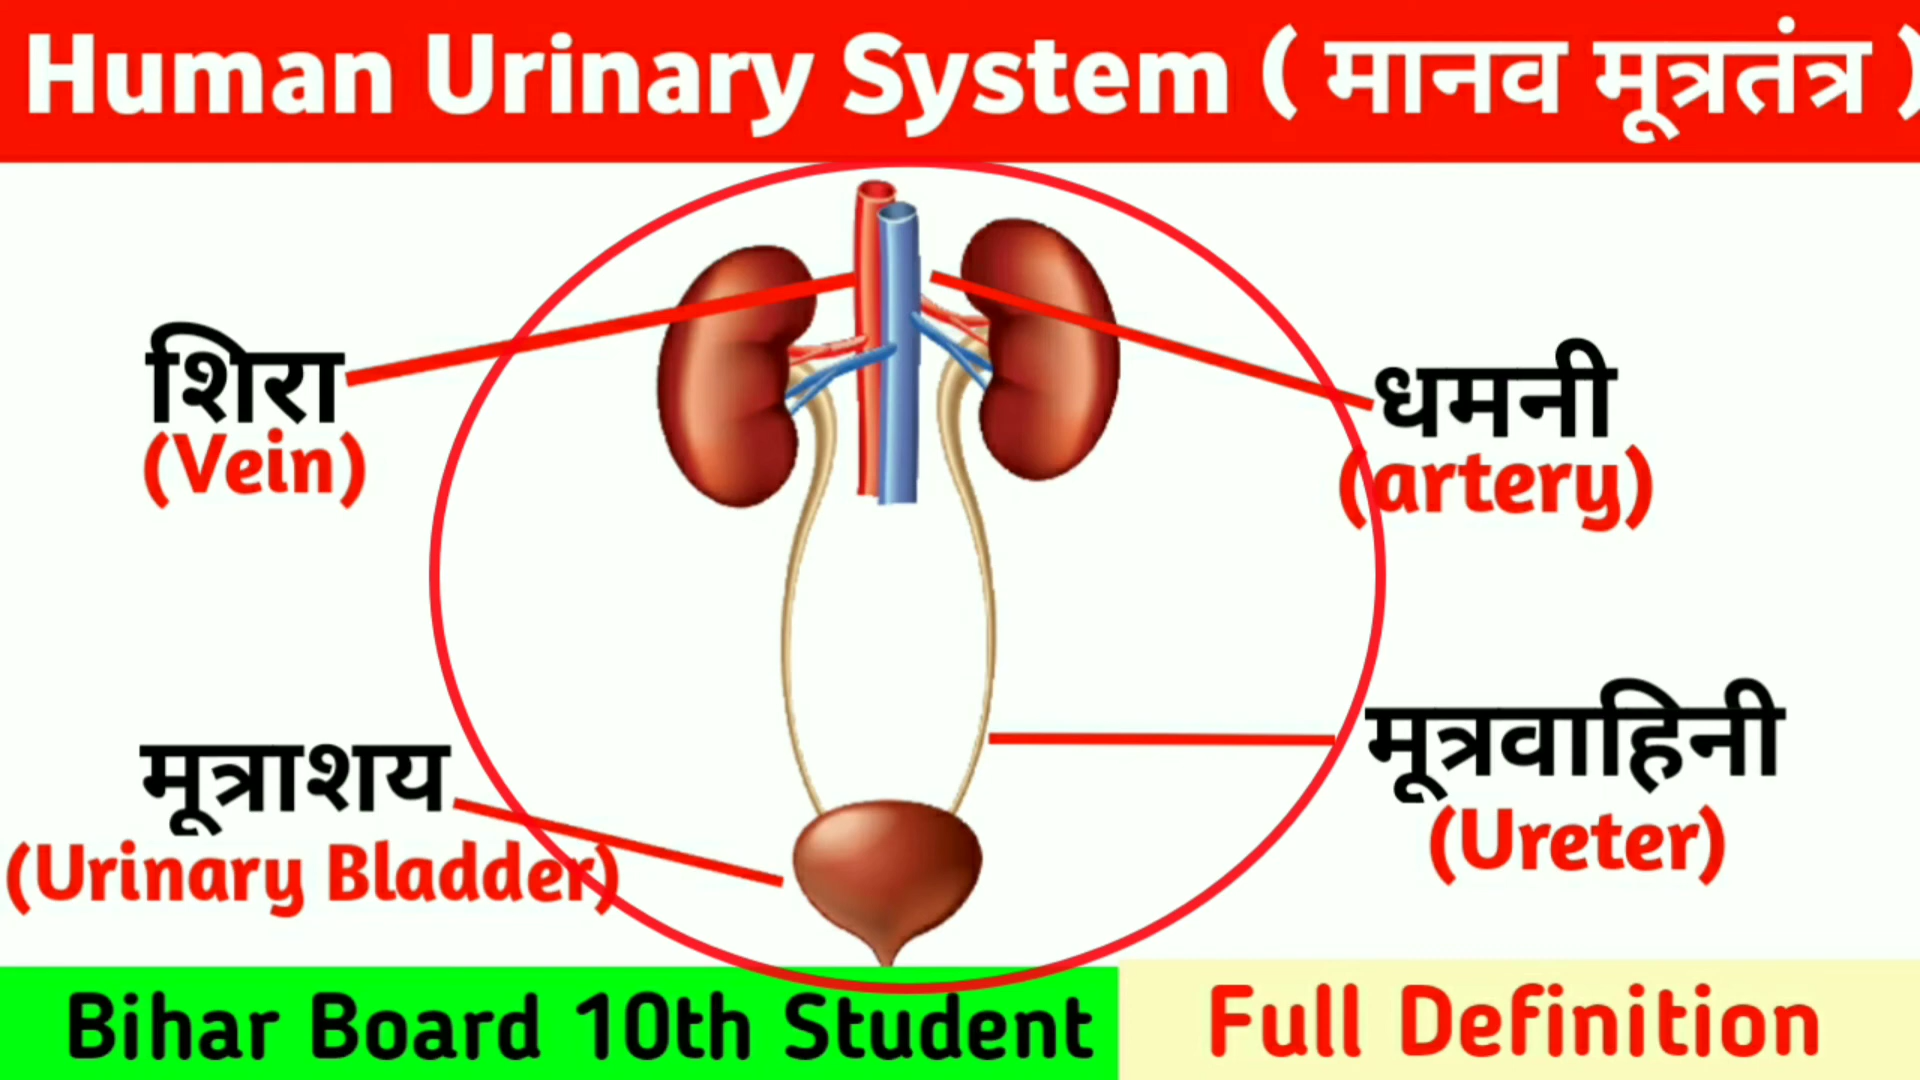 Human Urinary System ( मानव मूत्रतंत्र )
शिरा
(Vein)
धमनी
(artery)
मूत्राशय
(Urinary Bladder)
मूत्रवाहिनी
(Ureter)
Bihar Board 10th Student
Full Definition